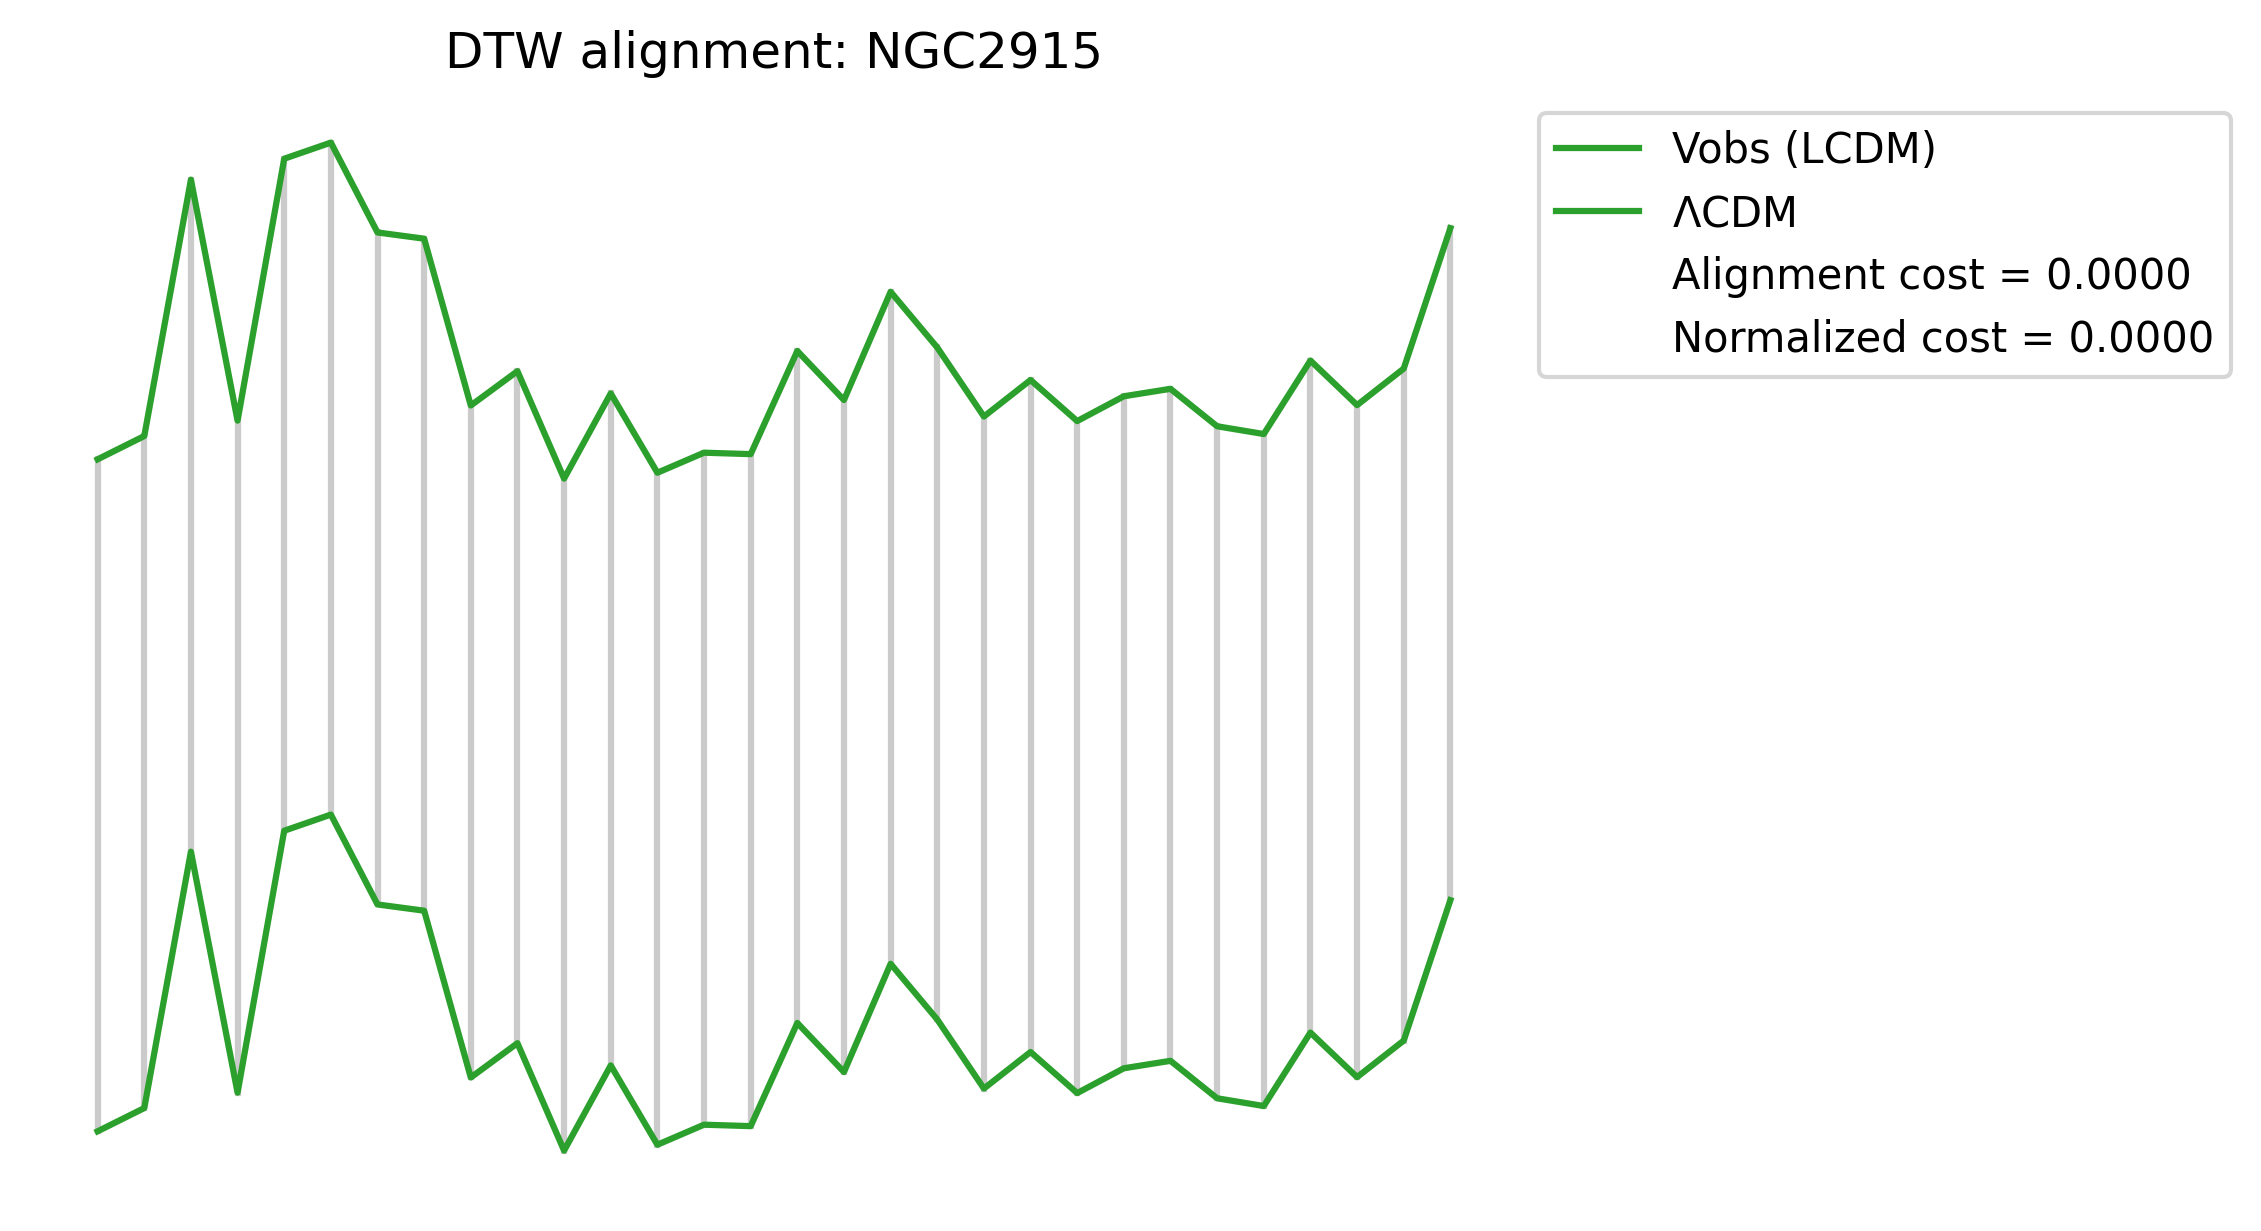 DTW alignment: NGC2915
Vobs (LCDM)
ΛCDM
Alignment cost = 0.0000
Normalized cost = 0.0000